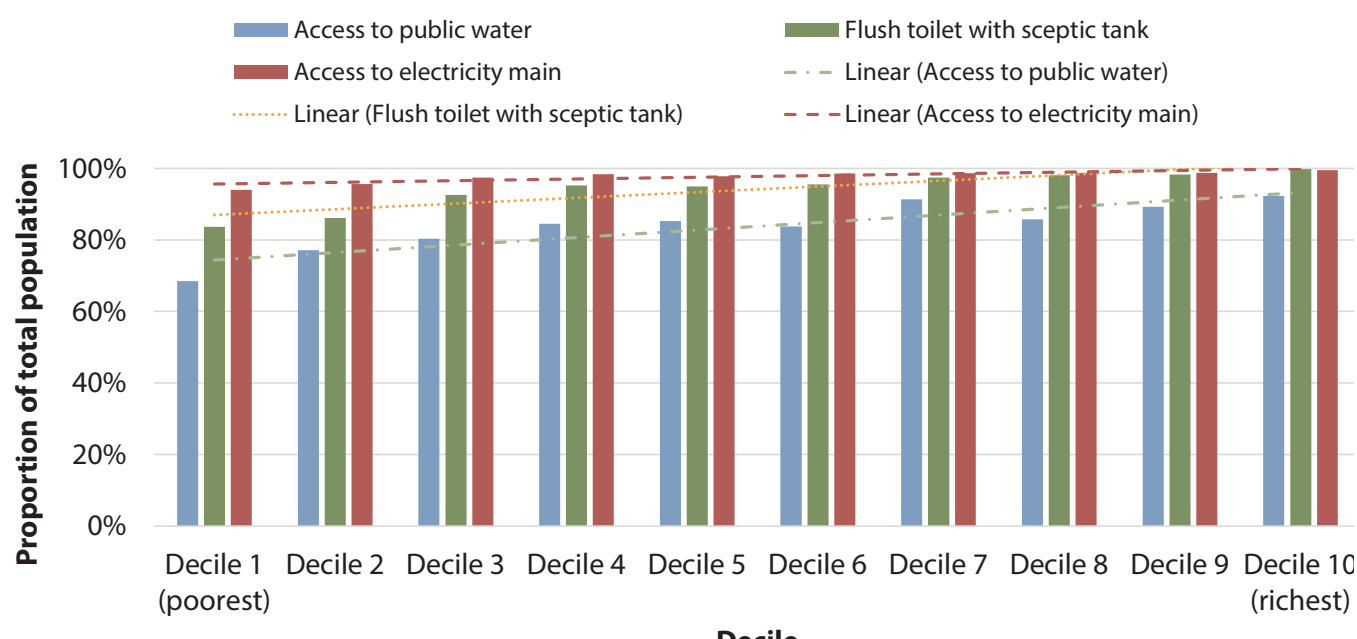 Access to public water
Flush toilet with sceptic tank
Access to electricity main
Linear (Access to public water)
Linear (Flush toilet with sceptic tank)
Linear (Access to electricity main)
Proportion of total population
100%
80%
60%
40%
20%
0%
Decile 1 (poorest)
Decile 2
Decile 3
Decile 4
Decile 5
Decile 6
Decile 7
Decile 8
Decile 9
Decile 10 (richest)
Decile